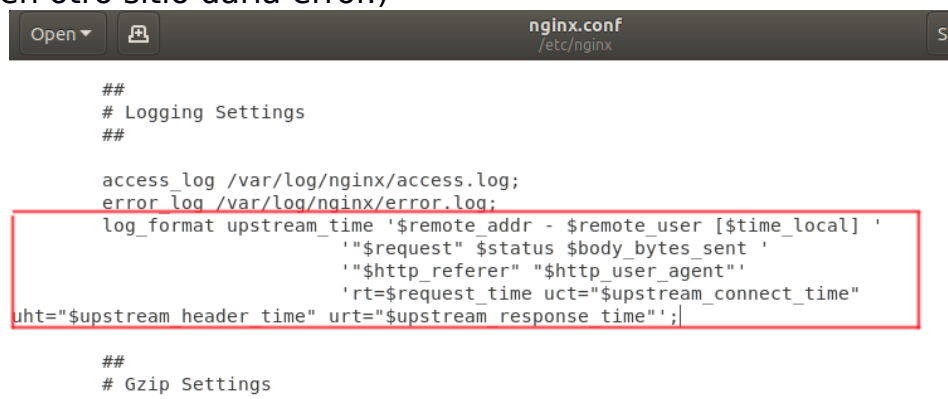 en otro sitio daría error.)
Open
nginx.conf
/etc/nginx
S
##
# Logging Settings
##
access_log /var/log/nginx/access.log;
error_log /var/log/nginx/error.log;
log_format upstream_time '$remote_addr - $remote_user [$time_local] '
'"$request" $status $body_bytes_sent '
'"$http_referer" "$http_user_agent"'
'rt=$request_time uct="$upstream_connect_time"
uht="$upstream_header_time" urt="$upstream_response_time"';
##
# Gzip Settings